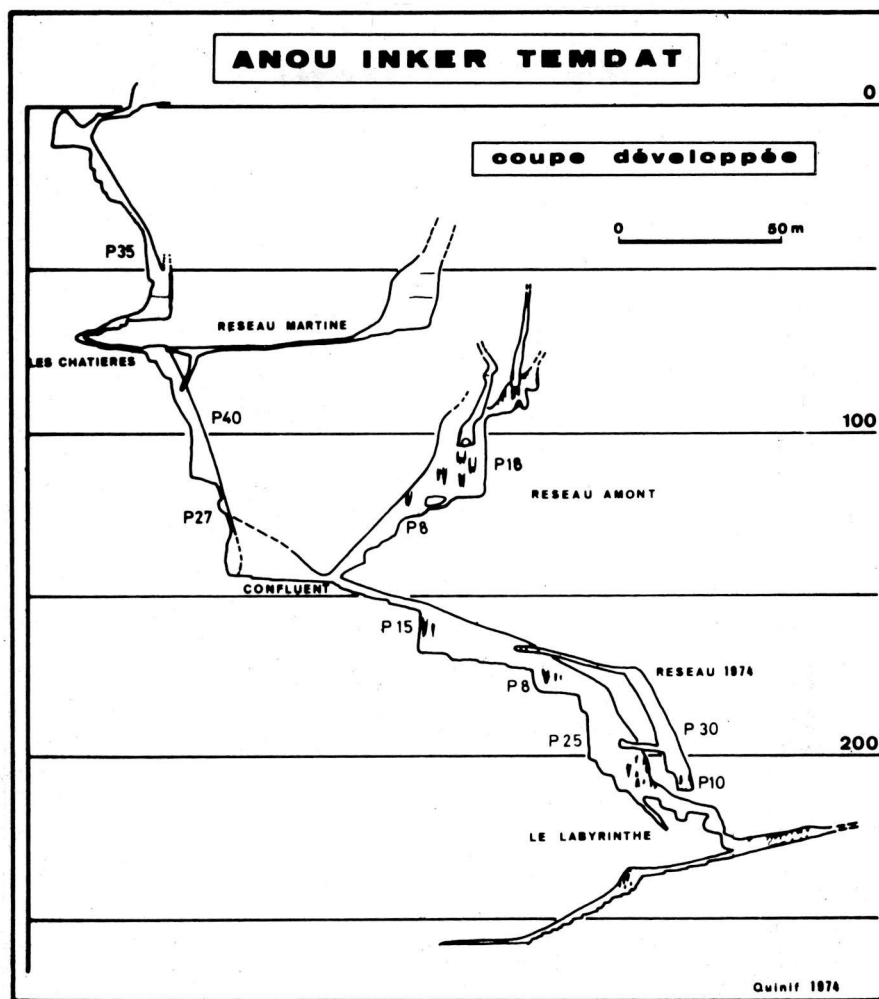 ANOU INKER TEMDAT
0
coupe développée
0 50 m
P35
RESEAU MARTINE
LES CHATIERES
P40
100
P18
RESEAU AMONT
P27
P8
CONFLUENT
P15
RESEAU 1974
P8
P30
P25
200
P10
LE LABYRINTHE
Quinif 1974